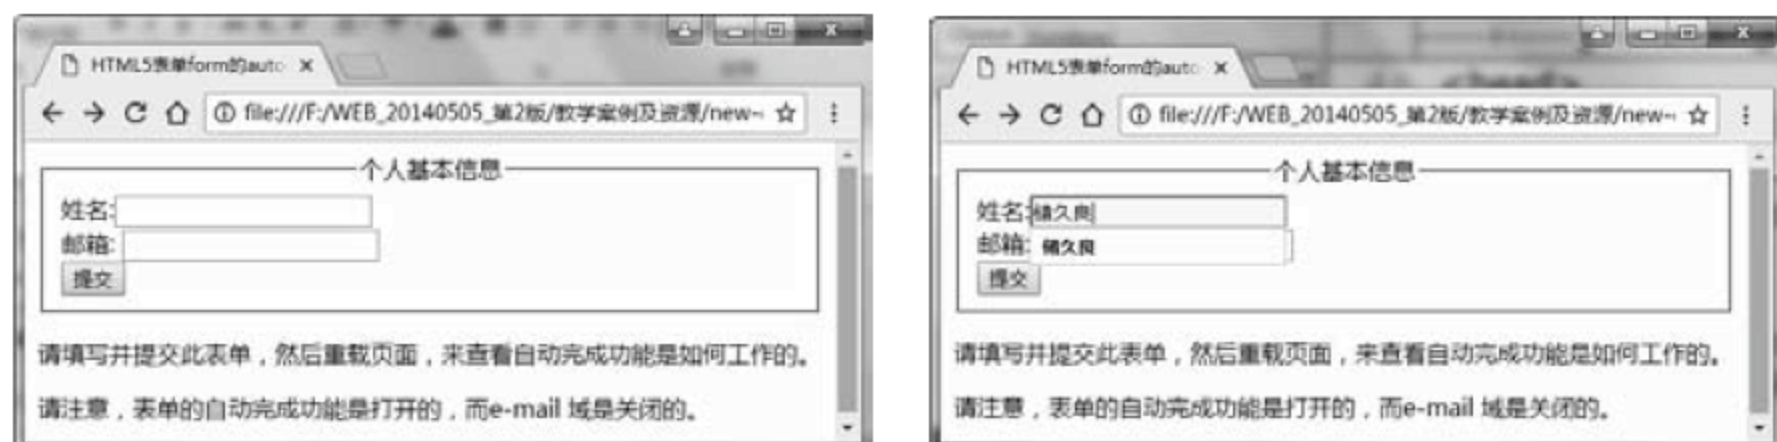 HTML5表单form的auto
file:///F:/WEB_20140505_第2版/教学案例及资源/new-
个人基本信息
姓名:
邮箱:
提交
请填写并提交此表单，然后重载页面，来查看自动完成功能是如何工作的。
请注意，表单的自动完成功能是打开的，而e-mail 域是关闭的。
HTML5表单form的auto
file:///F:/WEB_20140505_第2版/教学案例及资源/new-
个人基本信息
姓名:储久良
邮箱: 储久良
提交
请填写并提交此表单，然后重载页面，来查看自动完成功能是如何工作的。
请注意，表单的自动完成功能是打开的，而e-mail 域是关闭的。